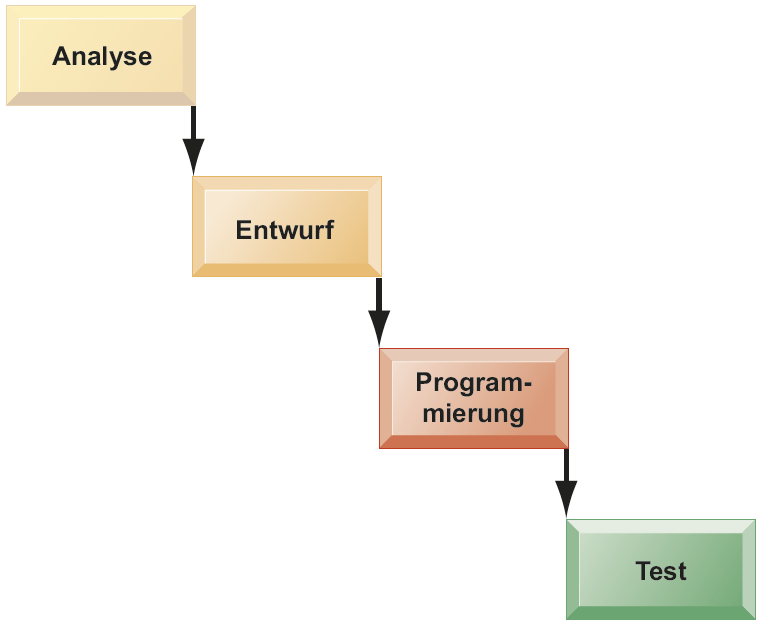 Analyse
Entwurf
Program-
mierung
Test